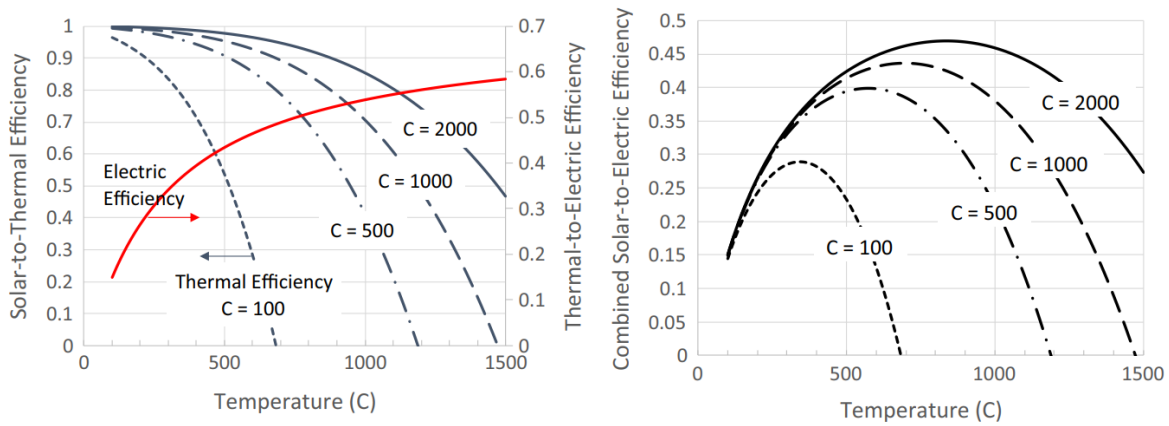 Solar-to-Thermal Efficiency
1
0.9
0.8
0.7
0.6
0.5
0.4
0.3
0.2
0.1
0
0 500 1000 1500
Temperature (C)
0.7
0.6
0.5
0.4
0.3
0.2
0.1
0
Thermal-to-Electric Efficiency
Electric
Efficiency
Thermal Efficiency
C = 100
C = 500
C = 1000
C = 2000
Combined Solar-to-Electric Efficiency
0.5
0.45
0.4
0.35
0.3
0.25
0.2
0.15
0.1
0.05
0
0 500 1000 1500
Temperature (C)
C = 2000
C = 1000
C = 500
C = 100